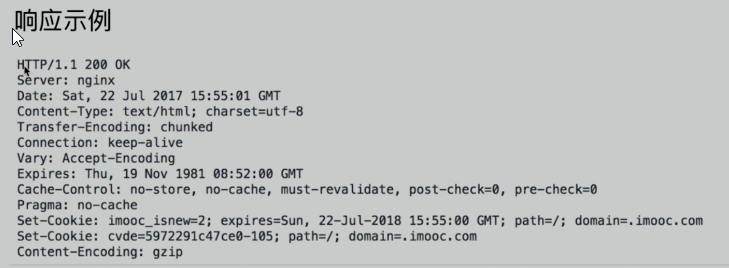 响应示例
HTTP/1.1 200 OK
Server: nginx
Date: Sat, 22 Jul 2017 15:55:01 GMT
Content-Type: text/html; charset=utf-8
Transfer-Encoding: chunked
Connection: keep-alive
Vary: Accept-Encoding
Expires: Thu, 19 Nov 1981 08:52:00 GMT
Cache-Control: no-store, no-cache, must-revalidate, post-check=0, pre-check=0
Pragma: no-cache
Set-Cookie: imooc_isnew=2; expires=Sun, 22-Jul-2018 15:55:00 GMT; path=/; domain=.imooc.com
Set-Cookie: cvde=5972291c47ce0-105; path=/; domain=.imooc.com
Content-Encoding: gzip